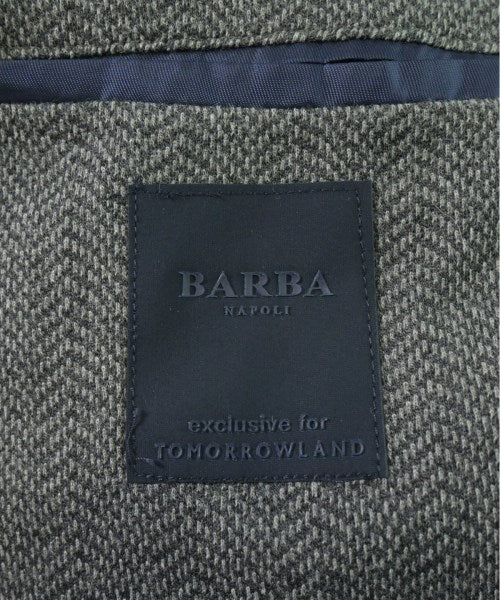 BARBA
NAPOLI
exclusive for
TOMORROWLAND